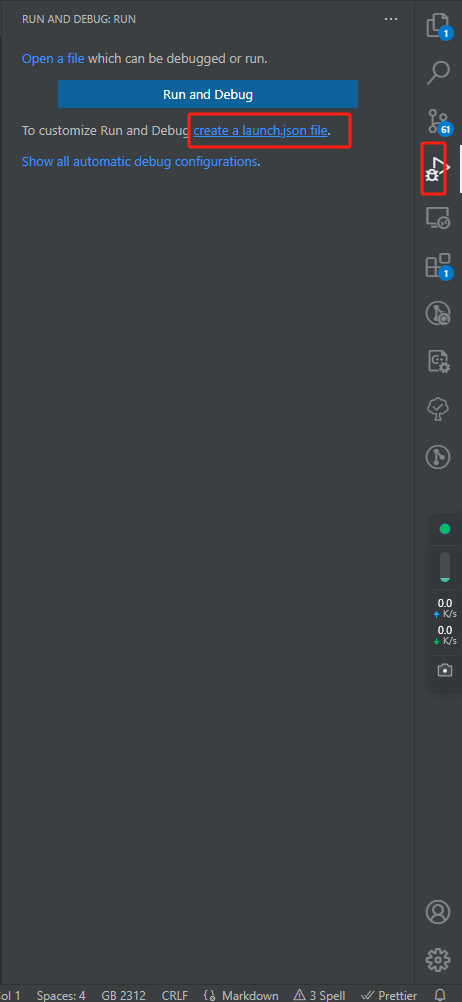 RUN AND DEBUG: RUN
Open a file which can be debugged or run.
Run and Debug
To customize Run and Debug create a launch.json file.
Show all automatic debug configurations.
1
61
1
0.0
K/s
0.0
K/s
ol 1 Spaces: 4 GB 2312 CRLF Markdown 3 Spell Prettier